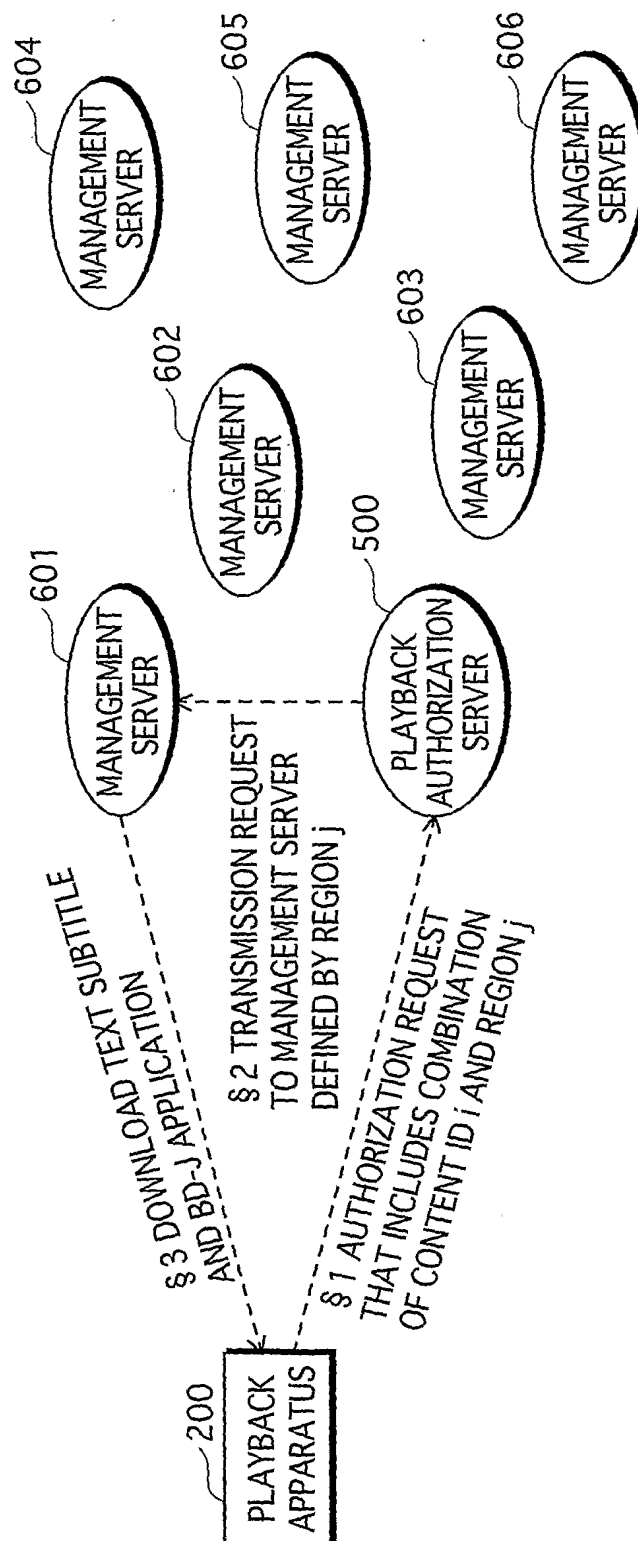 604
MANAGEMENT
SERVER
605
MANAGEMENT
SERVER
606
MANAGEMENT
SERVER
602
MANAGEMENT
SERVER
603
MANAGEMENT
SERVER
601
MANAGEMENT
SERVER
500
PLAYBACK
AUTHORIZATION
SERVER
§3 DOWNLOAD TEXT SUBTITLE
AND BD-J APPLICATION
§2 TRANSMISSION REQUEST
TO MANAGEMENT SERVER
DEFINED BY REGION j
§1 AUTHORIZATION REQUEST
THAT INCLUDES COMBINATION
OF CONTENT ID i AND REGION j
200
PLAYBACK
APPARATUS